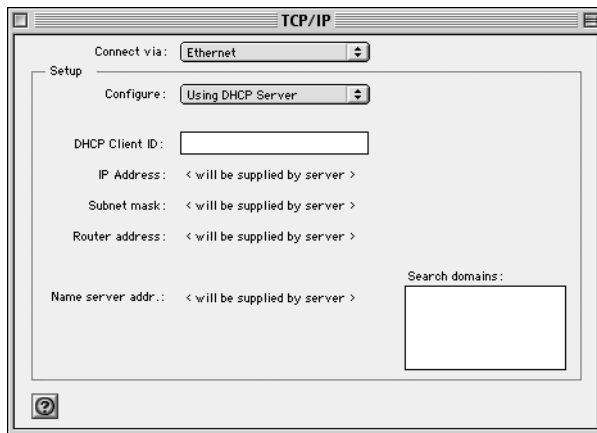 TCP/IP
Connect via: Ethernet
Setup
Configure: Using DHCP Server
DHCP Client ID:
IP Address: < will be supplied by server >
Subnet mask: < will be supplied by server >
Router address: < will be supplied by server >
Search domains:
Name server addr.: < will be supplied by server >
?